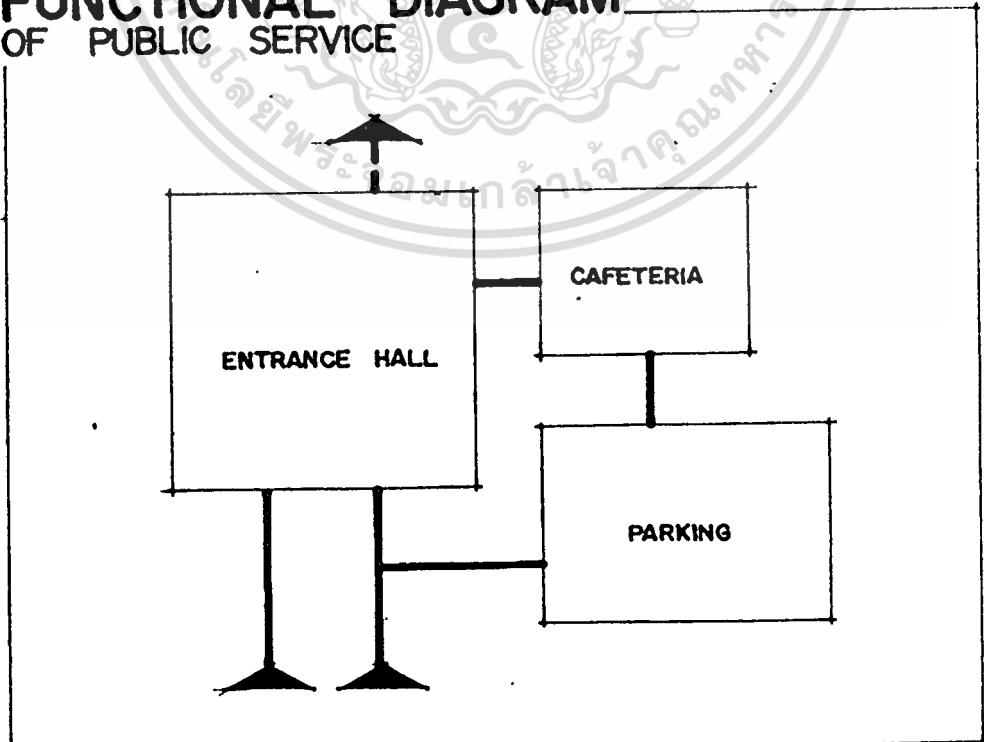 FUNCTIONAL DIAGRAM
OF PUBLIC SERVICE
CAFETERIA
ENTRANCE HALL
PARKING